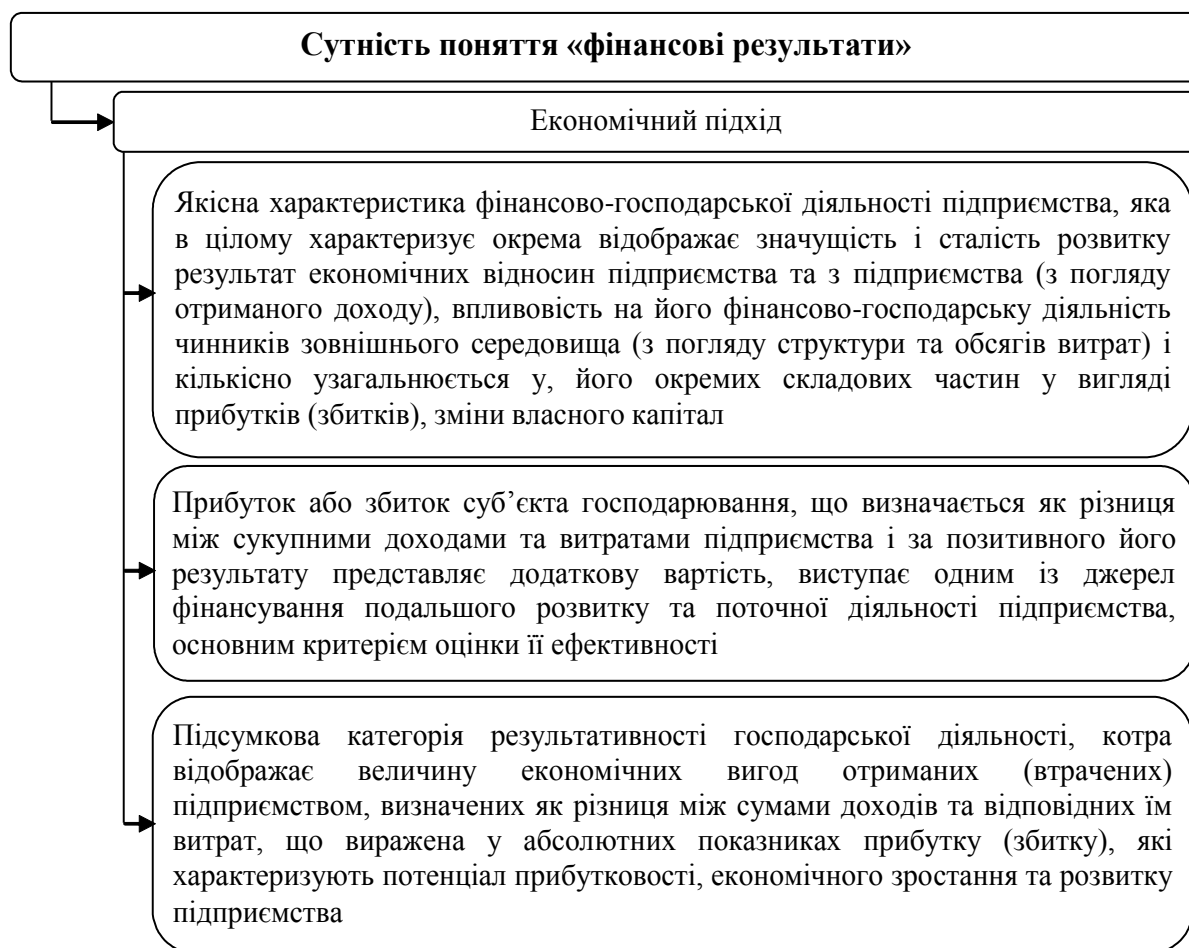 Сутність поняття «фінансові результати»
Економічний підхід
Якісна характеристика фінансово-господарської діяльності підприємства, яка
в цілому характеризує окрема відображає значущість і сталість розвитку
результат економічних відносин підприємства та з підприємства (з погляду
отриманого доходу), впливовість на його фінансово-господарську діяльність
чинників зовнішнього середовища (з погляду структури та обсягів витрат) і
кількісно узагальнюється у, його окремих складових частин у вигляді
прибутків (збитків), зміни власного капітал
Прибуток або збиток суб’єкта господарювання, що визначається як різниця
між сукупними доходами та витратами підприємства і за позитивного його
результату представляє додаткову вартість, виступає одним із джерел
фінансування подальшого розвитку та поточної діяльності підприємства,
основним критерієм оцінки її ефективності
Підсумкова категорія результативності господарської діяльності, котра
відображає величину економічних вигод отриманих (втрачених)
підприємством, визначених як різниця між сумами доходів та відповідних їм
витрат, що виражена у абсолютних показниках прибутку (збитку), які
характеризують потенціал прибутковості, економічного зростання та розвитку
підприємства